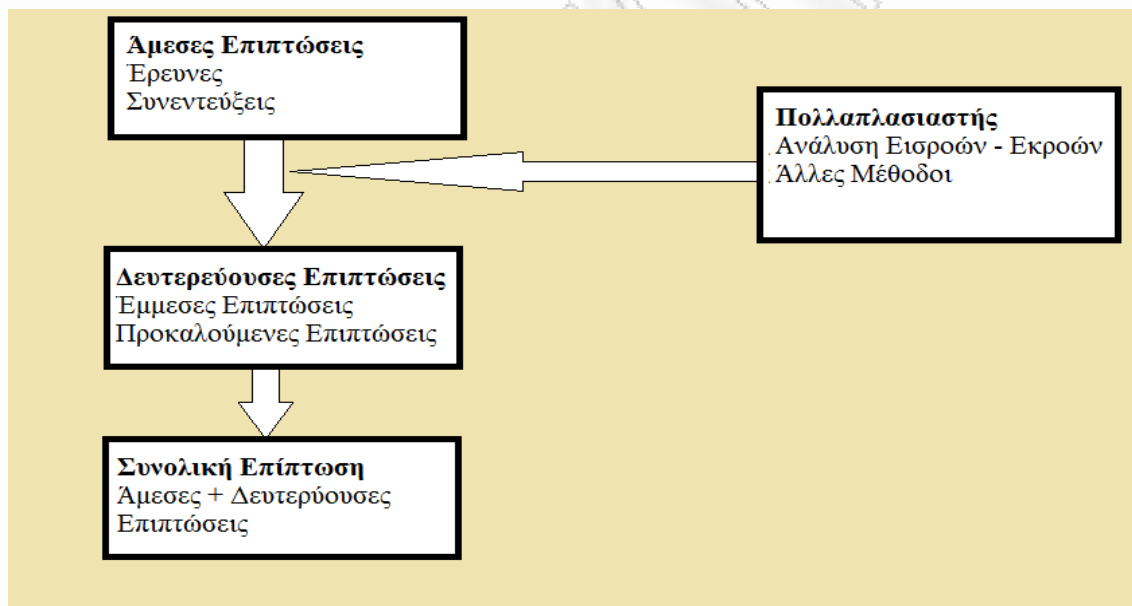 Άμεσες Επιπτώσεις
Έρευνες
Συνεντεύξεις
Πολλαπλασιαστής
Ανάλυση Εισροών - Εκροών
Άλλες Μέθοδοι
Δευτερεύουσες Επιπτώσεις
Έμμεσες Επιπτώσεις
Προκαλούμενες Επιπτώσεις
Συνολική Επίπτωση
Άμεσες + Δευτερύουσες
Επιπτώσεις